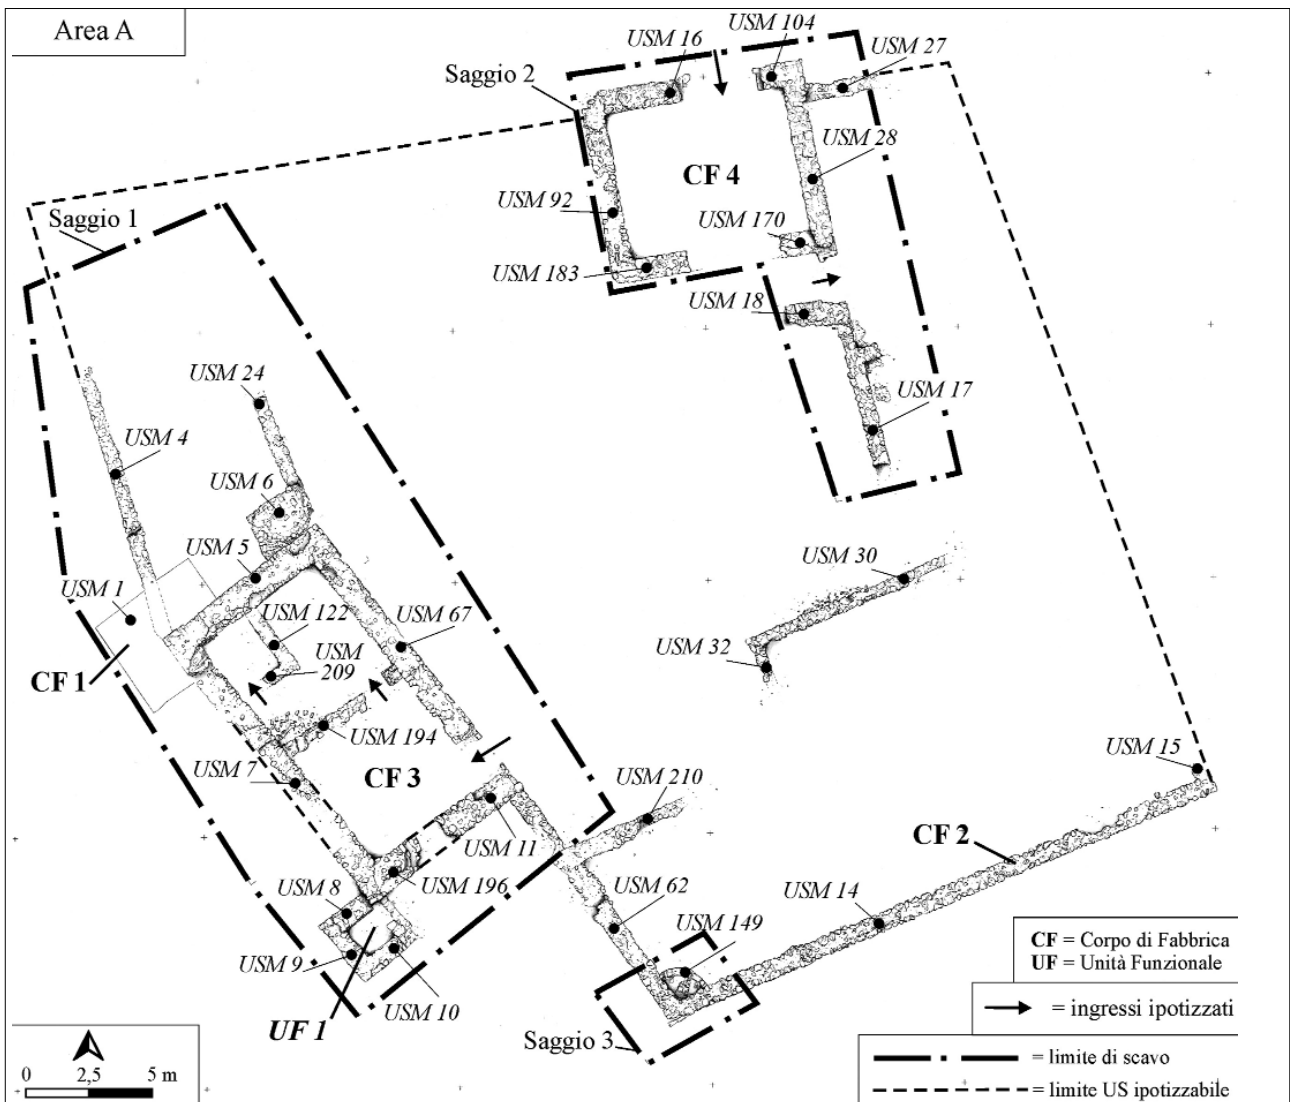 Area A
USM 16
USM 104
USM 27
Saggio 2
USM 28
CF 4
USM 92
USM 170
USM 183
USM 18
Saggio 1
USM 17
USM 24
USM 4
USM 6
USM 5
USM 1
USM 122
USM 67
USM
209
CF 1
USM 30
USM 32
USM 194
USM 7
CF 3
USM 210
USM 15
USM 11
CF 2
USM 8
USM 196
USM 62
USM 14
USM 149
USM 9
USM 10
UF 1
Saggio 3
CF = Corpo di Fabbrica
UF = Unità Funzionale
= ingressi ipotizzati
= limite di scavo
= limite US ipotizzabile
0 2,5 5 m